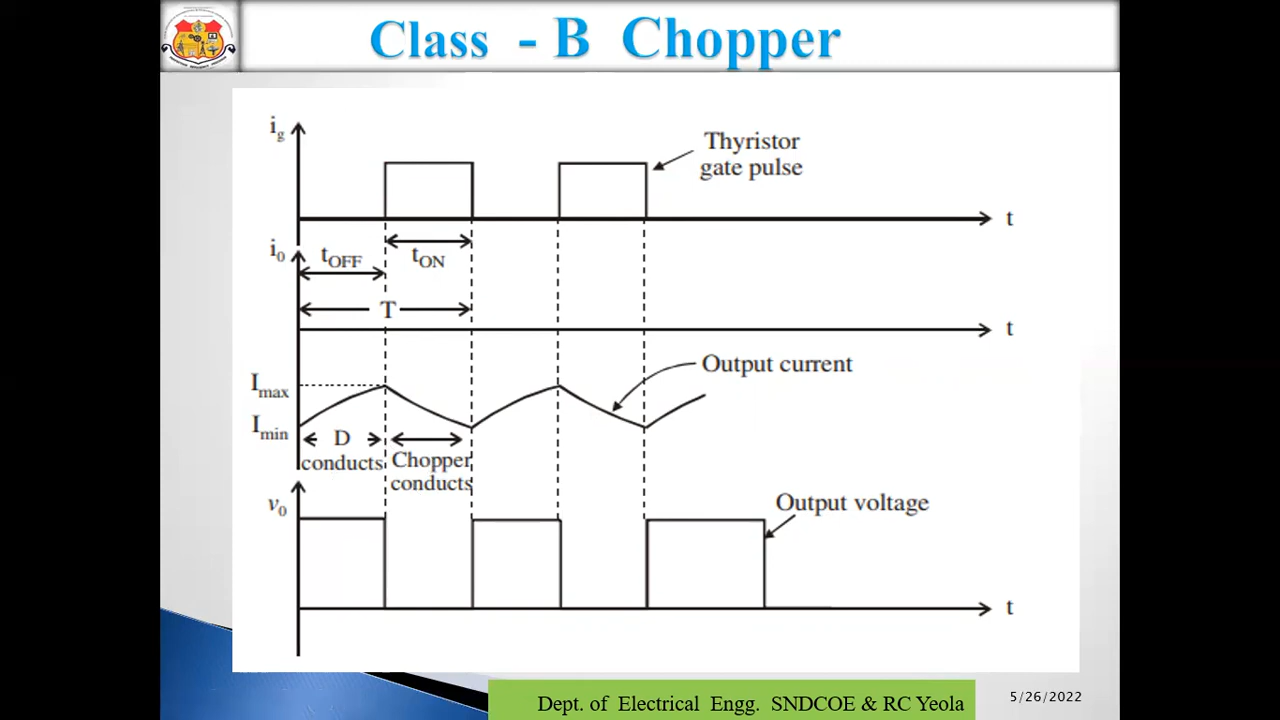 Class - B Chopper
ig
Thyristor
gate pulse
t
i0
tOFF
tON
T
t
Output current
Imax
Imin
D
conducts
Chopper
conducts
v0
Output voltage
t
Dept. of Electrical Engg. SNDCOE & RC Yeola
5/26/2022